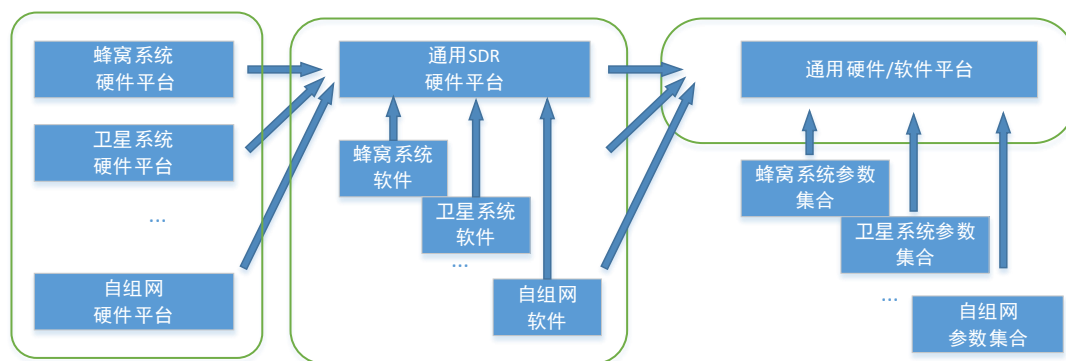 蜂窝系统
硬件平台
卫星系统
硬件平台
...
自组网
硬件平台
通用SDR
硬件平台
蜂窝系统
软件
卫星系统
软件
...
自组网
软件
通用硬件/软件平台
蜂窝系统参数
集合
卫星系统参数
集合
...
自组网
参数集合